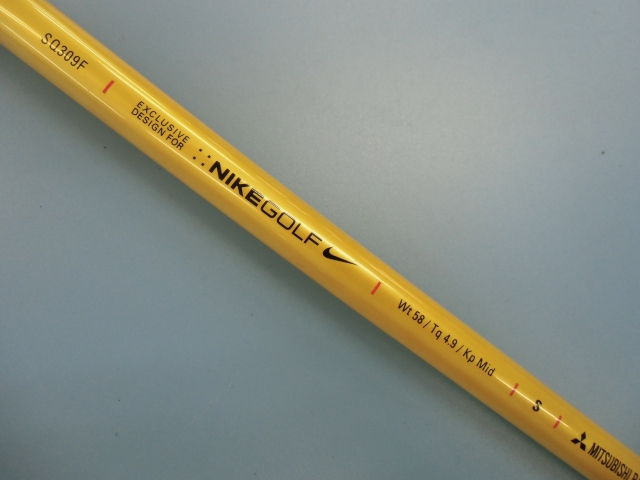 SQ309F
EXCLUSIVE
DESIGN FOR
NIKEGOLF
Wt 58 / Tq 4.9 / Kp Mid
S
MITSUBISHI